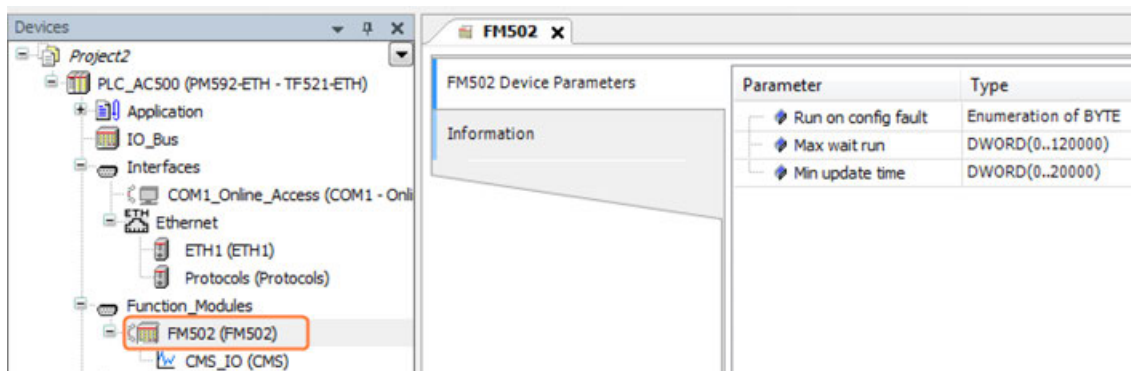 Devices
Project2
PLC_AC500 (PM592-ETH - TF521-ETH)
Application
IO_Bus
Interfaces
COM1_Online_Access (COM1 - Onli
ETH
Ethernet
ETH1 (ETH1)
Protocols (Protocols)
Function_Modules
FM502 (FM502)
CMS_IO (CMS)
FM502
FM502 Device Parameters
Information
Parameter Type
Run on config fault Enumeration of BYTE
Max wait run DWORD(0..120000)
Min update time DWORD(0..20000)